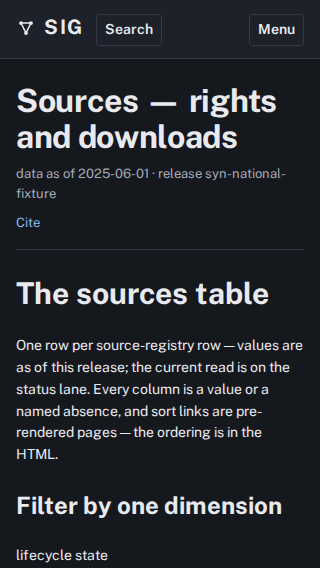 SIG Search Menu
Sources — rights
and downloads
data as of 2025-06-01 · release syn-national-
fixture
Cite
The sources table
One row per source-registry row — values are
as of this release; the current read is on the
status lane. Every column is a value or a
named absence, and sort links are pre-
rendered pages — the ordering is in the
HTML.
Filter by one dimension
lifecycle state